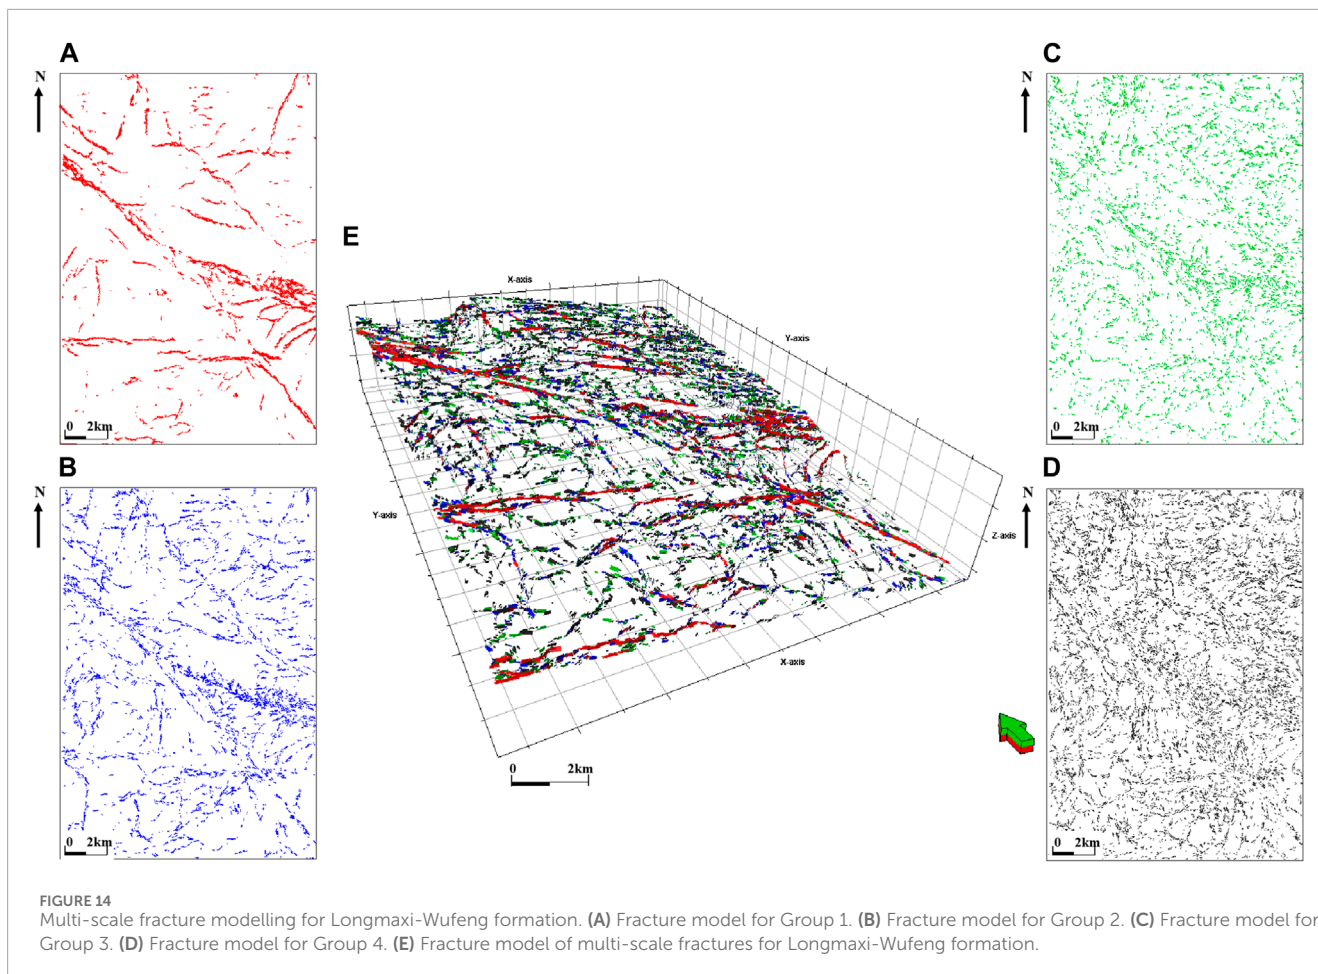 A
N
0 2km
B
N
0 2km
C
N
0 2km
D
N
0 2km
E
X-axis
Y-axis
Y-axis
Z-axis
X-axis
0 2km
FIGURE 14
Multi-scale fracture modelling for Longmaxi-Wufeng formation. (A) Fracture model for Group 1. (B) Fracture model for Group 2. (C) Fracture model for
Group 3. (D) Fracture model for Group 4. (E) Fracture model of multi-scale fractures for Longmaxi-Wufeng formation.